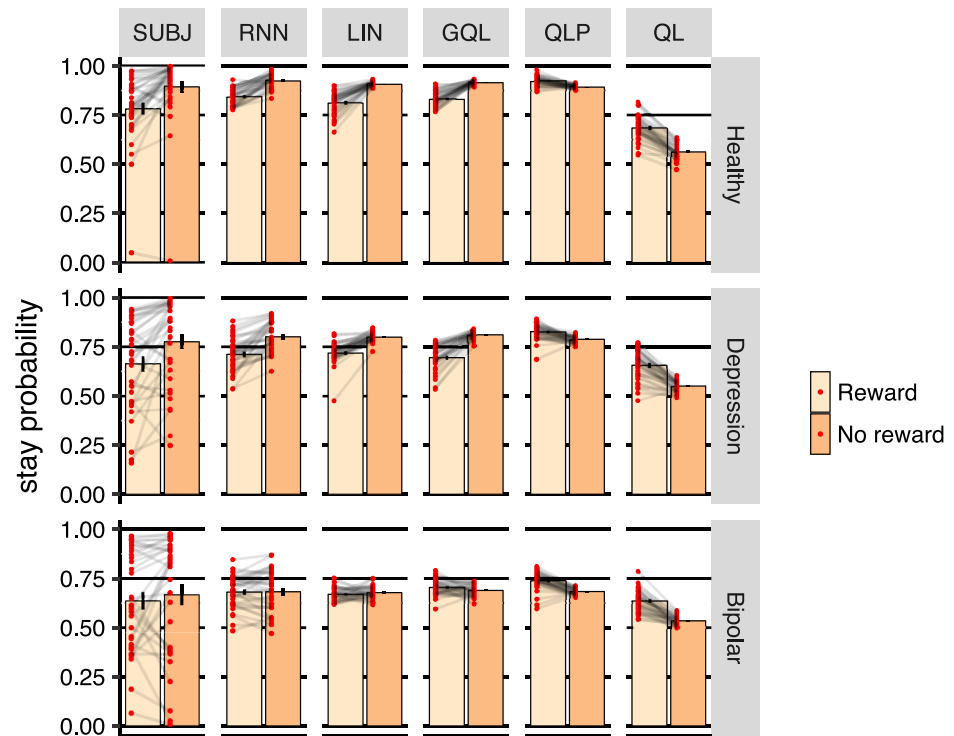 SUBJ RNN LIN GQL QLP QL
1.00
0.75
0.50
0.25
0.00
Healthy
1.00
0.75
0.50
0.25
0.00
Depression
1.00
0.75
0.50
0.25
0.00
Bipolar
stay probability
Reward
No reward